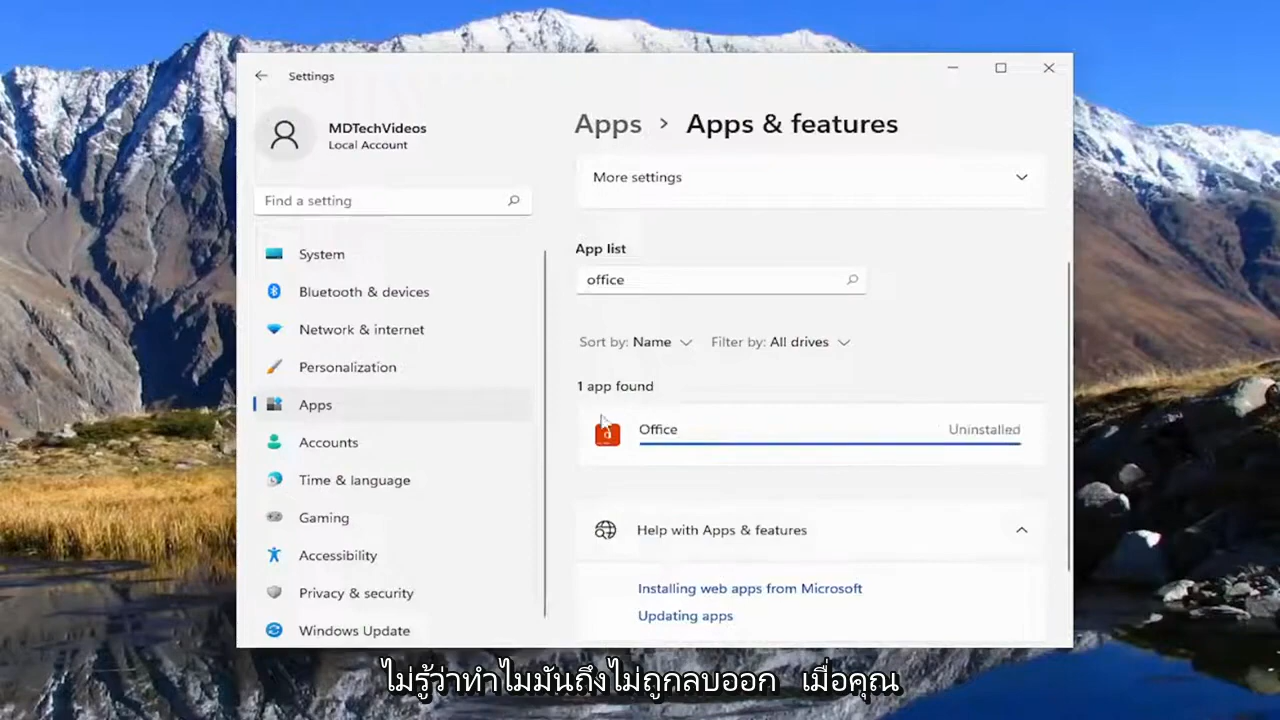 Settings
MDTechVideos
Local Account
Find a setting
System
Bluetooth & devices
Network & internet
Personalization
Apps
Accounts
Time & language
Gaming
Accessibility
Privacy & security
Windows Update
Apps › Apps & features
More settings
App list
office
Sort by: Name Filter by: All drives
1 app found
Office Uninstalled
Help with Apps & features
Installing web apps from Microsoft
Updating apps
ไม่รู้ว่าทำไมมันถึงไม่ถูกลบออก เมื่อคุณ